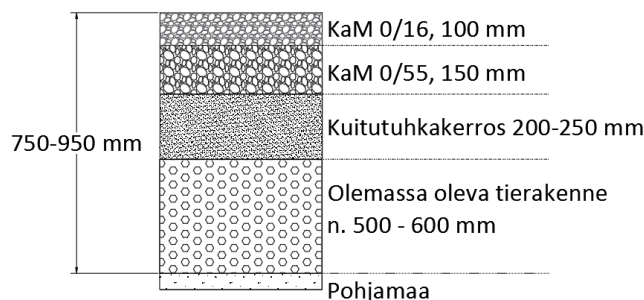 KaM 0/16, 100 mm
KaM 0/55, 150 mm
750-950 mm
Kuitutuhkakerros 200-250 mm
Olemassa oleva tierakenne
n. 500 - 600 mm
Pohjamaa